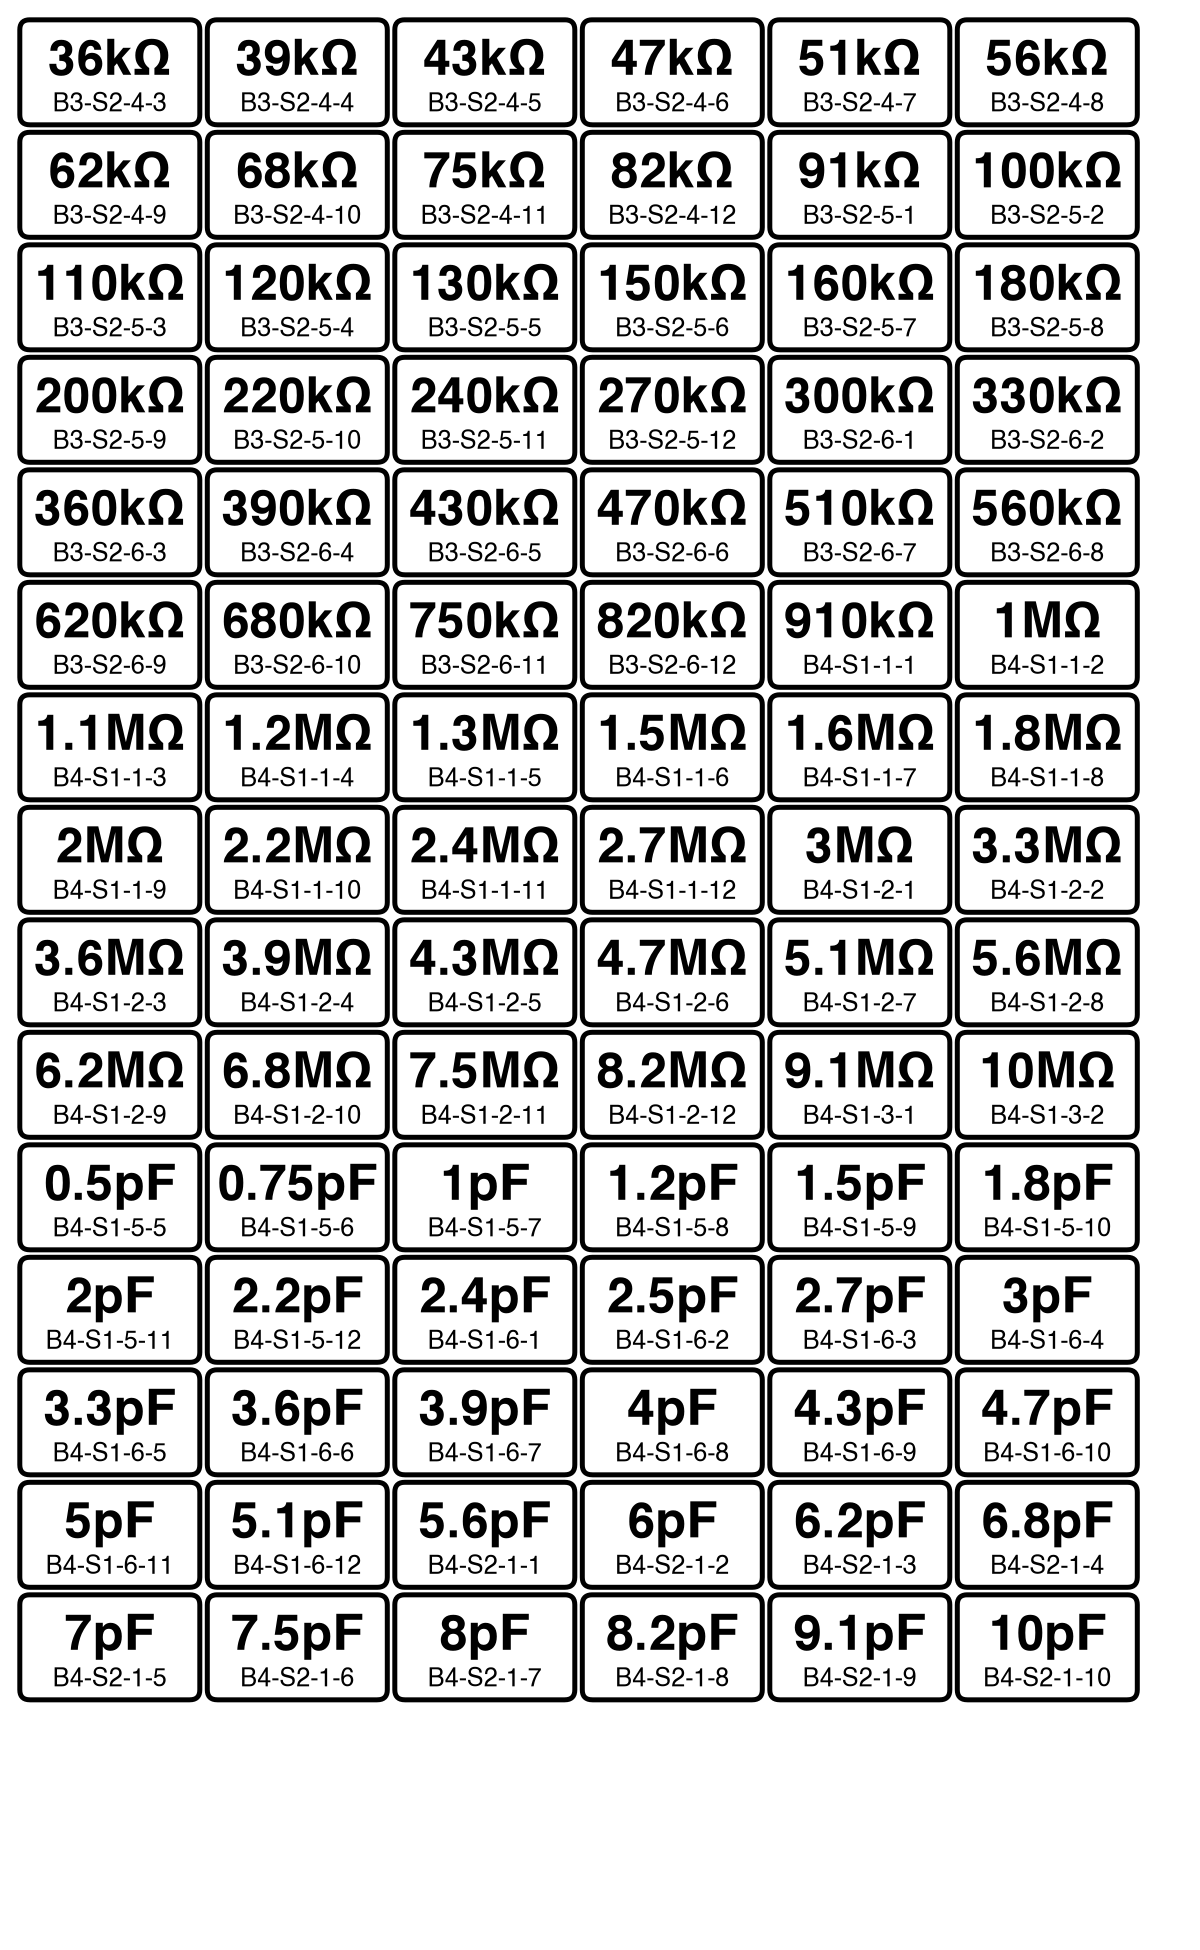 36kΩ 39kΩ 43kΩ 47kΩ 51kΩ 56kΩ
B3-S2-4-3 B3-S2-4-4 B3-S2-4-5 B3-S2-4-6 B3-S2-4-7 B3-S2-4-8
62kΩ 68kΩ 75kΩ 82kΩ 91kΩ 100kΩ
B3-S2-4-9 B3-S2-4-10 B3-S2-4-11 B3-S2-4-12 B3-S2-5-1 B3-S2-5-2
110kΩ 120kΩ 130kΩ 150kΩ 160kΩ 180kΩ
B3-S2-5-3 B3-S2-5-4 B3-S2-5-5 B3-S2-5-6 B3-S2-5-7 B3-S2-5-8
200kΩ 220kΩ 240kΩ 270kΩ 300kΩ 330kΩ
B3-S2-5-9 B3-S2-5-10 B3-S2-5-11 B3-S2-5-12 B3-S2-6-1 B3-S2-6-2
360kΩ 390kΩ 430kΩ 470kΩ 510kΩ 560kΩ
B3-S2-6-3 B3-S2-6-4 B3-S2-6-5 B3-S2-6-6 B3-S2-6-7 B3-S2-6-8
620kΩ 680kΩ 750kΩ 820kΩ 910kΩ 1MΩ
B3-S2-6-9 B3-S2-6-10 B3-S2-6-11 B3-S2-6-12 B4-S1-1-1 B4-S1-1-2
1.1MΩ 1.2MΩ 1.3MΩ 1.5MΩ 1.6MΩ 1.8MΩ
B4-S1-1-3 B4-S1-1-4 B4-S1-1-5 B4-S1-1-6 B4-S1-1-7 B4-S1-1-8
2MΩ 2.2MΩ 2.4MΩ 2.7MΩ 3MΩ 3.3MΩ
B4-S1-1-9 B4-S1-1-10 B4-S1-1-11 B4-S1-1-12 B4-S1-2-1 B4-S1-2-2
3.6MΩ 3.9MΩ 4.3MΩ 4.7MΩ 5.1MΩ 5.6MΩ
B4-S1-2-3 B4-S1-2-4 B4-S1-2-5 B4-S1-2-6 B4-S1-2-7 B4-S1-2-8
6.2MΩ 6.8MΩ 7.5MΩ 8.2MΩ 9.1MΩ 10MΩ
B4-S1-2-9 B4-S1-2-10 B4-S1-2-11 B4-S1-2-12 B4-S1-3-1 B4-S1-3-2
0.5pF 0.75pF 1pF 1.2pF 1.5pF 1.8pF
B4-S1-5-5 B4-S1-5-6 B4-S1-5-7 B4-S1-5-8 B4-S1-5-9 B4-S1-5-10
2pF 2.2pF 2.4pF 2.5pF 2.7pF 3pF
B4-S1-5-11 B4-S1-5-12 B4-S1-6-1 B4-S1-6-2 B4-S1-6-3 B4-S1-6-4
3.3pF 3.6pF 3.9pF 4pF 4.3pF 4.7pF
B4-S1-6-5 B4-S1-6-6 B4-S1-6-7 B4-S1-6-8 B4-S1-6-9 B4-S1-6-10
5pF 5.1pF 5.6pF 6pF 6.2pF 6.8pF
B4-S1-6-11 B4-S1-6-12 B4-S2-1-1 B4-S2-1-2 B4-S2-1-3 B4-S2-1-4
7pF 7.5pF 8pF 8.2pF 9.1pF 10pF
B4-S2-1-5 B4-S2-1-6 B4-S2-1-7 B4-S2-1-8 B4-S2-1-9 B4-S2-1-10